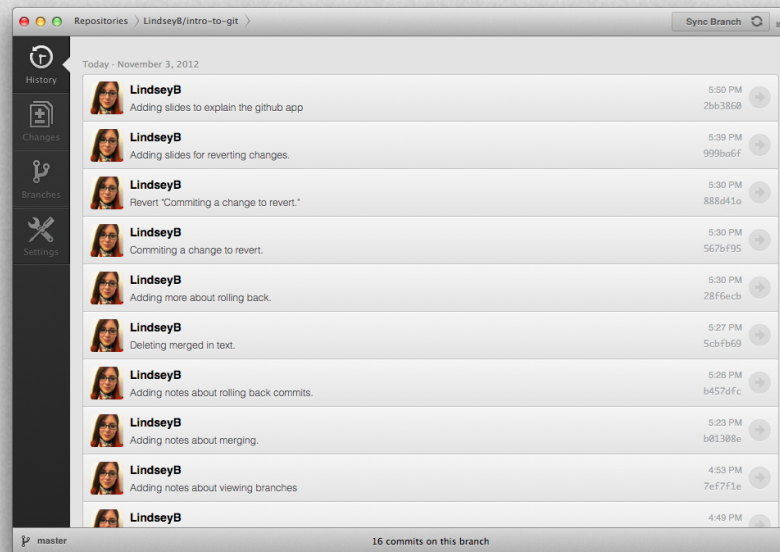 Repositories
LindseyB/intro-to-git
Sync Branch
History
Changes
Branches
Settings
Today - November 3, 2012
LindseyB
5:50 PM
Adding slides to explain the github app
2bb3860
LindseyB
5:39 PM
Adding slides for reverting changes.
999ba6f
LindseyB
5:30 PM
Revert "Commiting a change to revert."
888d41a
LindseyB
5:30 PM
Commiting a change to revert.
567bf95
LindseyB
5:30 PM
Adding more about rolling back.
28f6ecb
LindseyB
5:27 PM
Deleting merged in text.
5cbfb69
LindseyB
5:26 PM
Adding notes about rolling back commits.
b457dfc
LindseyB
5:23 PM
Adding notes about merging.
b01308e
LindseyB
4:53 PM
Adding notes about viewing branches
7ef7f1e
LindseyB
4:49 PM
master
16 commits on this branch